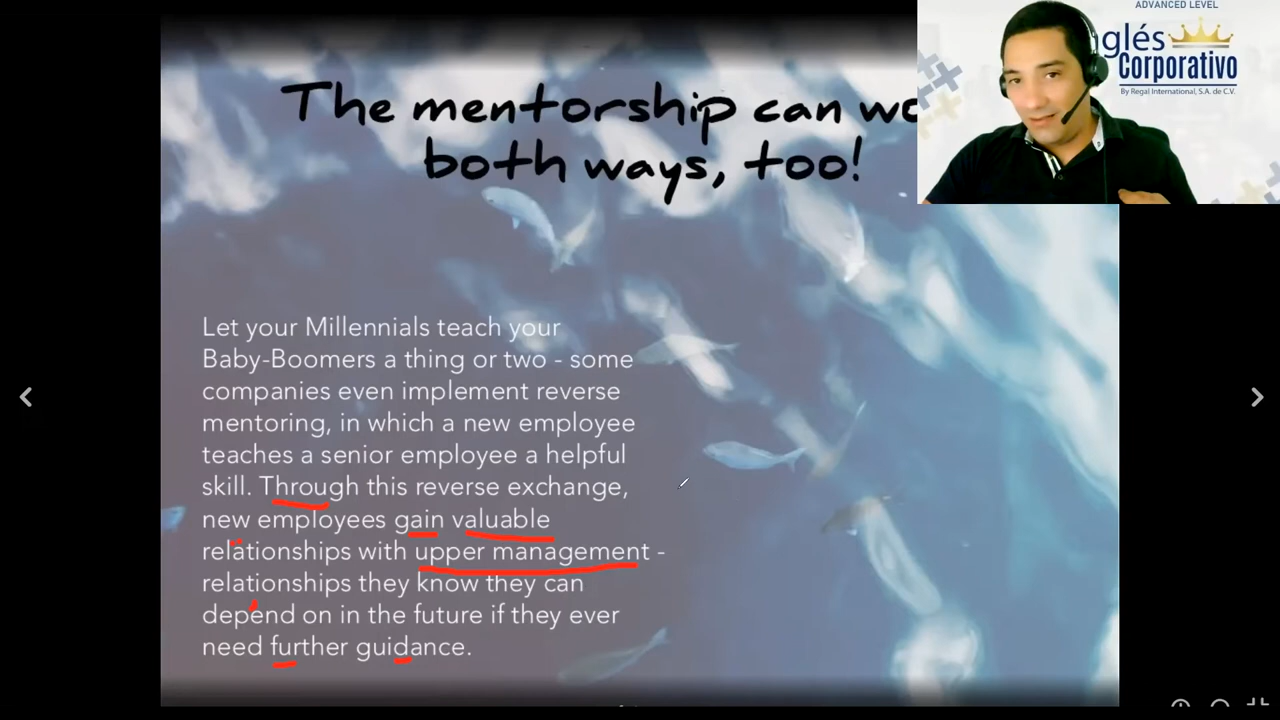 ADVANCED LEVEL
glés
Corporativo
By Regal International, S.A. de C.V.
The mentorship can wo
both ways, too!
Let your Millennials teach your
Baby-Boomers a thing or two - some
companies even implement reverse
mentoring, in which a new employee
teaches a senior employee a helpful
skill. Through this reverse exchange,
new employees gain valuable
relationships with upper management -
relationships they know they can
depend on in the future if they ever
need further guidance.